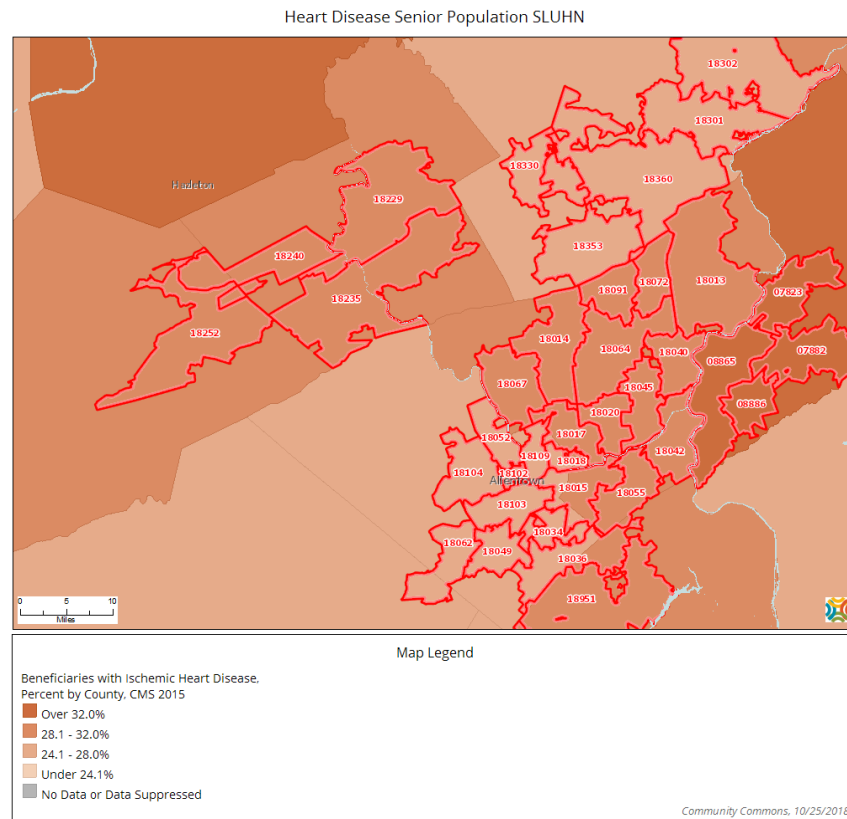 Heart Disease Senior Population SLUHN
18302
18301
18330
18360
Hazleton
18229
18353
18240
18013
18091
18072
07823
18235
18252
18014
18064
18040
08865
07882
18067
18045
08886
18020
18052
18017
18042
18109
18018
18104
18102
Allentown
18015
18055
18103
18034
18062
18049
18036
18951
0 5 10
Miles
Map Legend
Beneficiaries with Ischemic Heart Disease,
Percent by County, CMS 2015
Over 32.0%
28.1 - 32.0%
24.1 - 28.0%
Under 24.1%
No Data or Data Suppressed
Community Commons, 10/25/2018